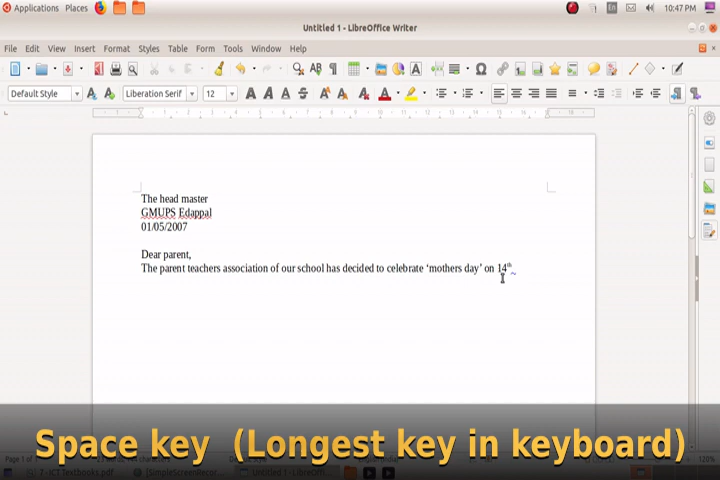 Applications Places En 10:47 PM
Untitled 1 - LibreOffice Writer
File Edit View Insert Format Styles Table Form Tools Window Help
Default Style Liberation Serif 12
The head master
GMUPS Edappal
01/05/2007
Dear parent,
The parent teachers association of our school has decided to celebrate ‘mothers day’ on 14th
Space key (Longest key in keyboard)
120%